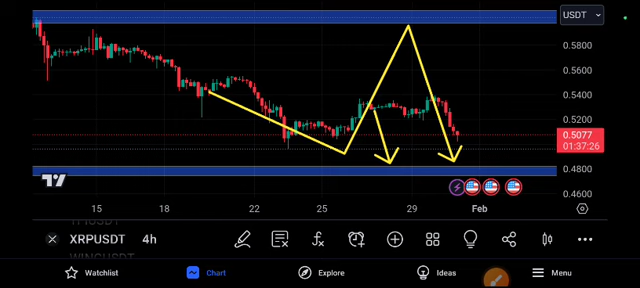 USDT
0.5800
0.5600
0.5400
0.5200
0.5077
01:37:26
0.4800
0.4600
15 18 22 25 29 Feb
XRPUSDT 4h
WINGUSDT
Watchlist Chart Explore Ideas Menu